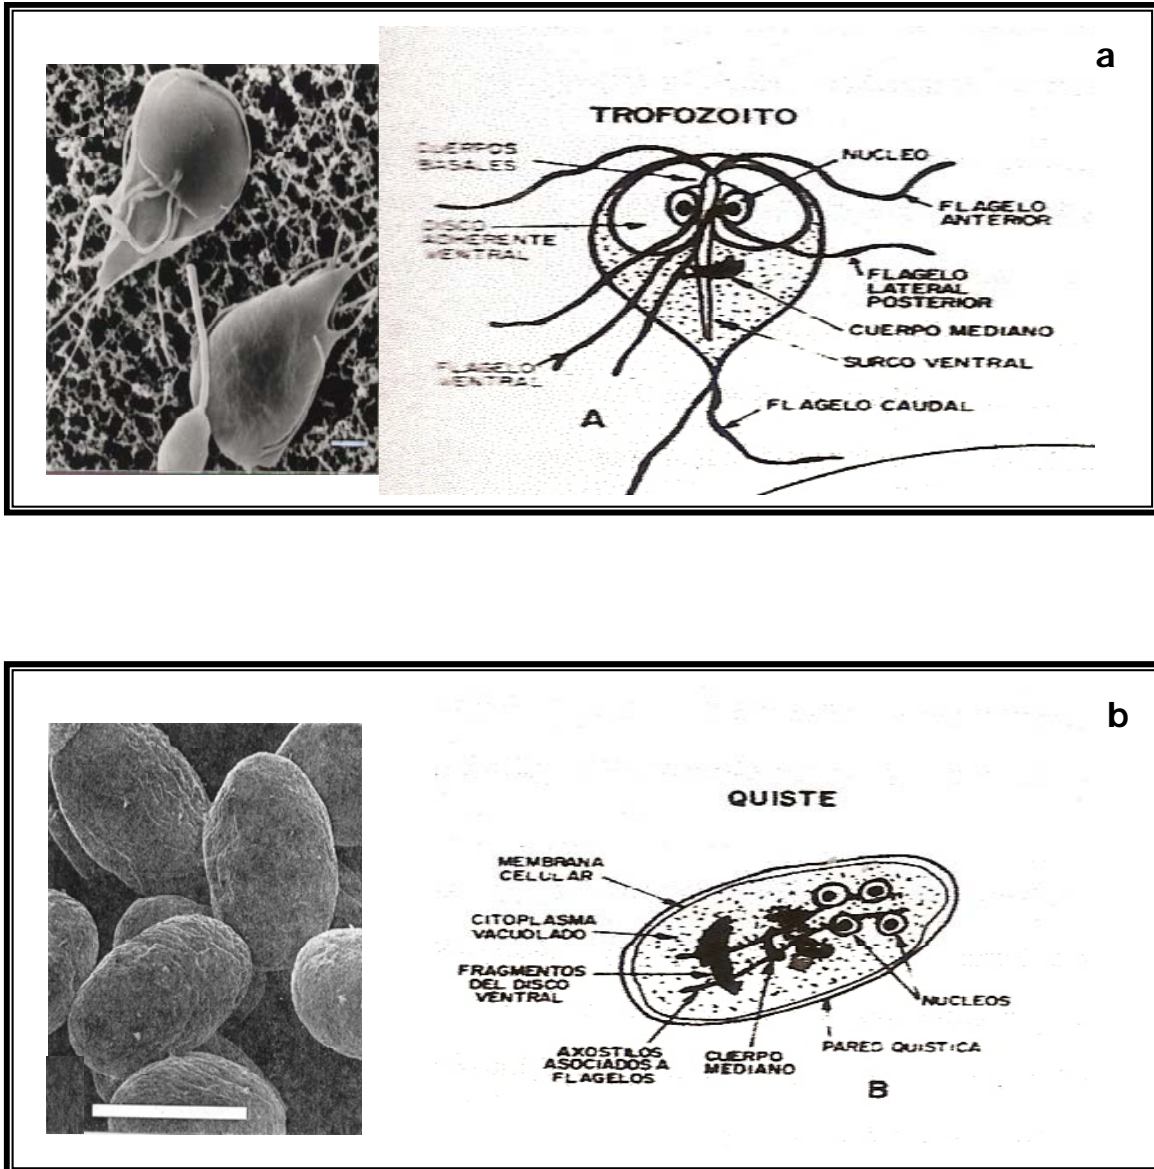 a
TROFOZOITO
CUERPOS
BASALES
NUCLEO
FLAGELO
ANTERIOR
DISCO
ADHERENTE
VENTRAL
FLAGELO
LATERAL
POSTERIOR
CUERPO MEDIANO
FLAGELO
VENTRAL
SURCO VENTRAL
FLAGELO CAUDAL
A
b
QUISTE
MEMBRANA
CELULAR
CITOPLASMA
VACUOLADO
FRAGMENTOS
DEL DISCO
VENTRAL
NUCLEOS
AXOSTILOS
ASOCIADOS A
FLAGELOS
CUERPO
MEDIANO
PARED QUISTICA
B